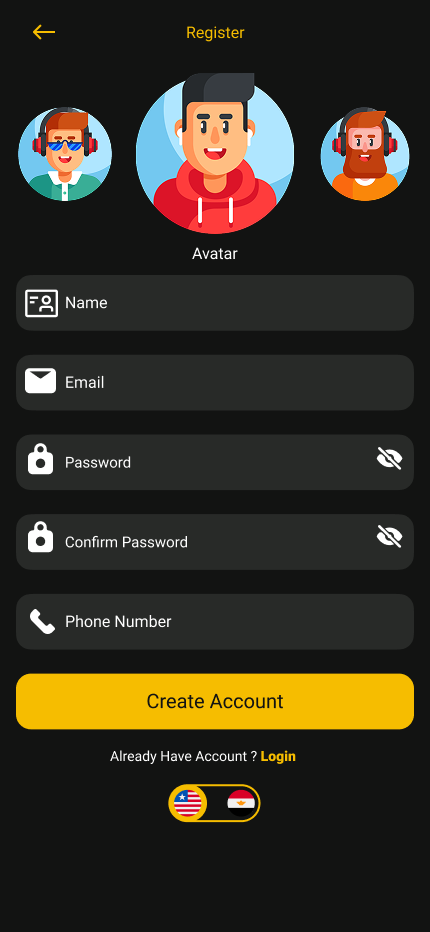 Register
Avatar
Name
Email
Password
Confirm Password
Phone Number
Create Account
Already Have Account ? Login